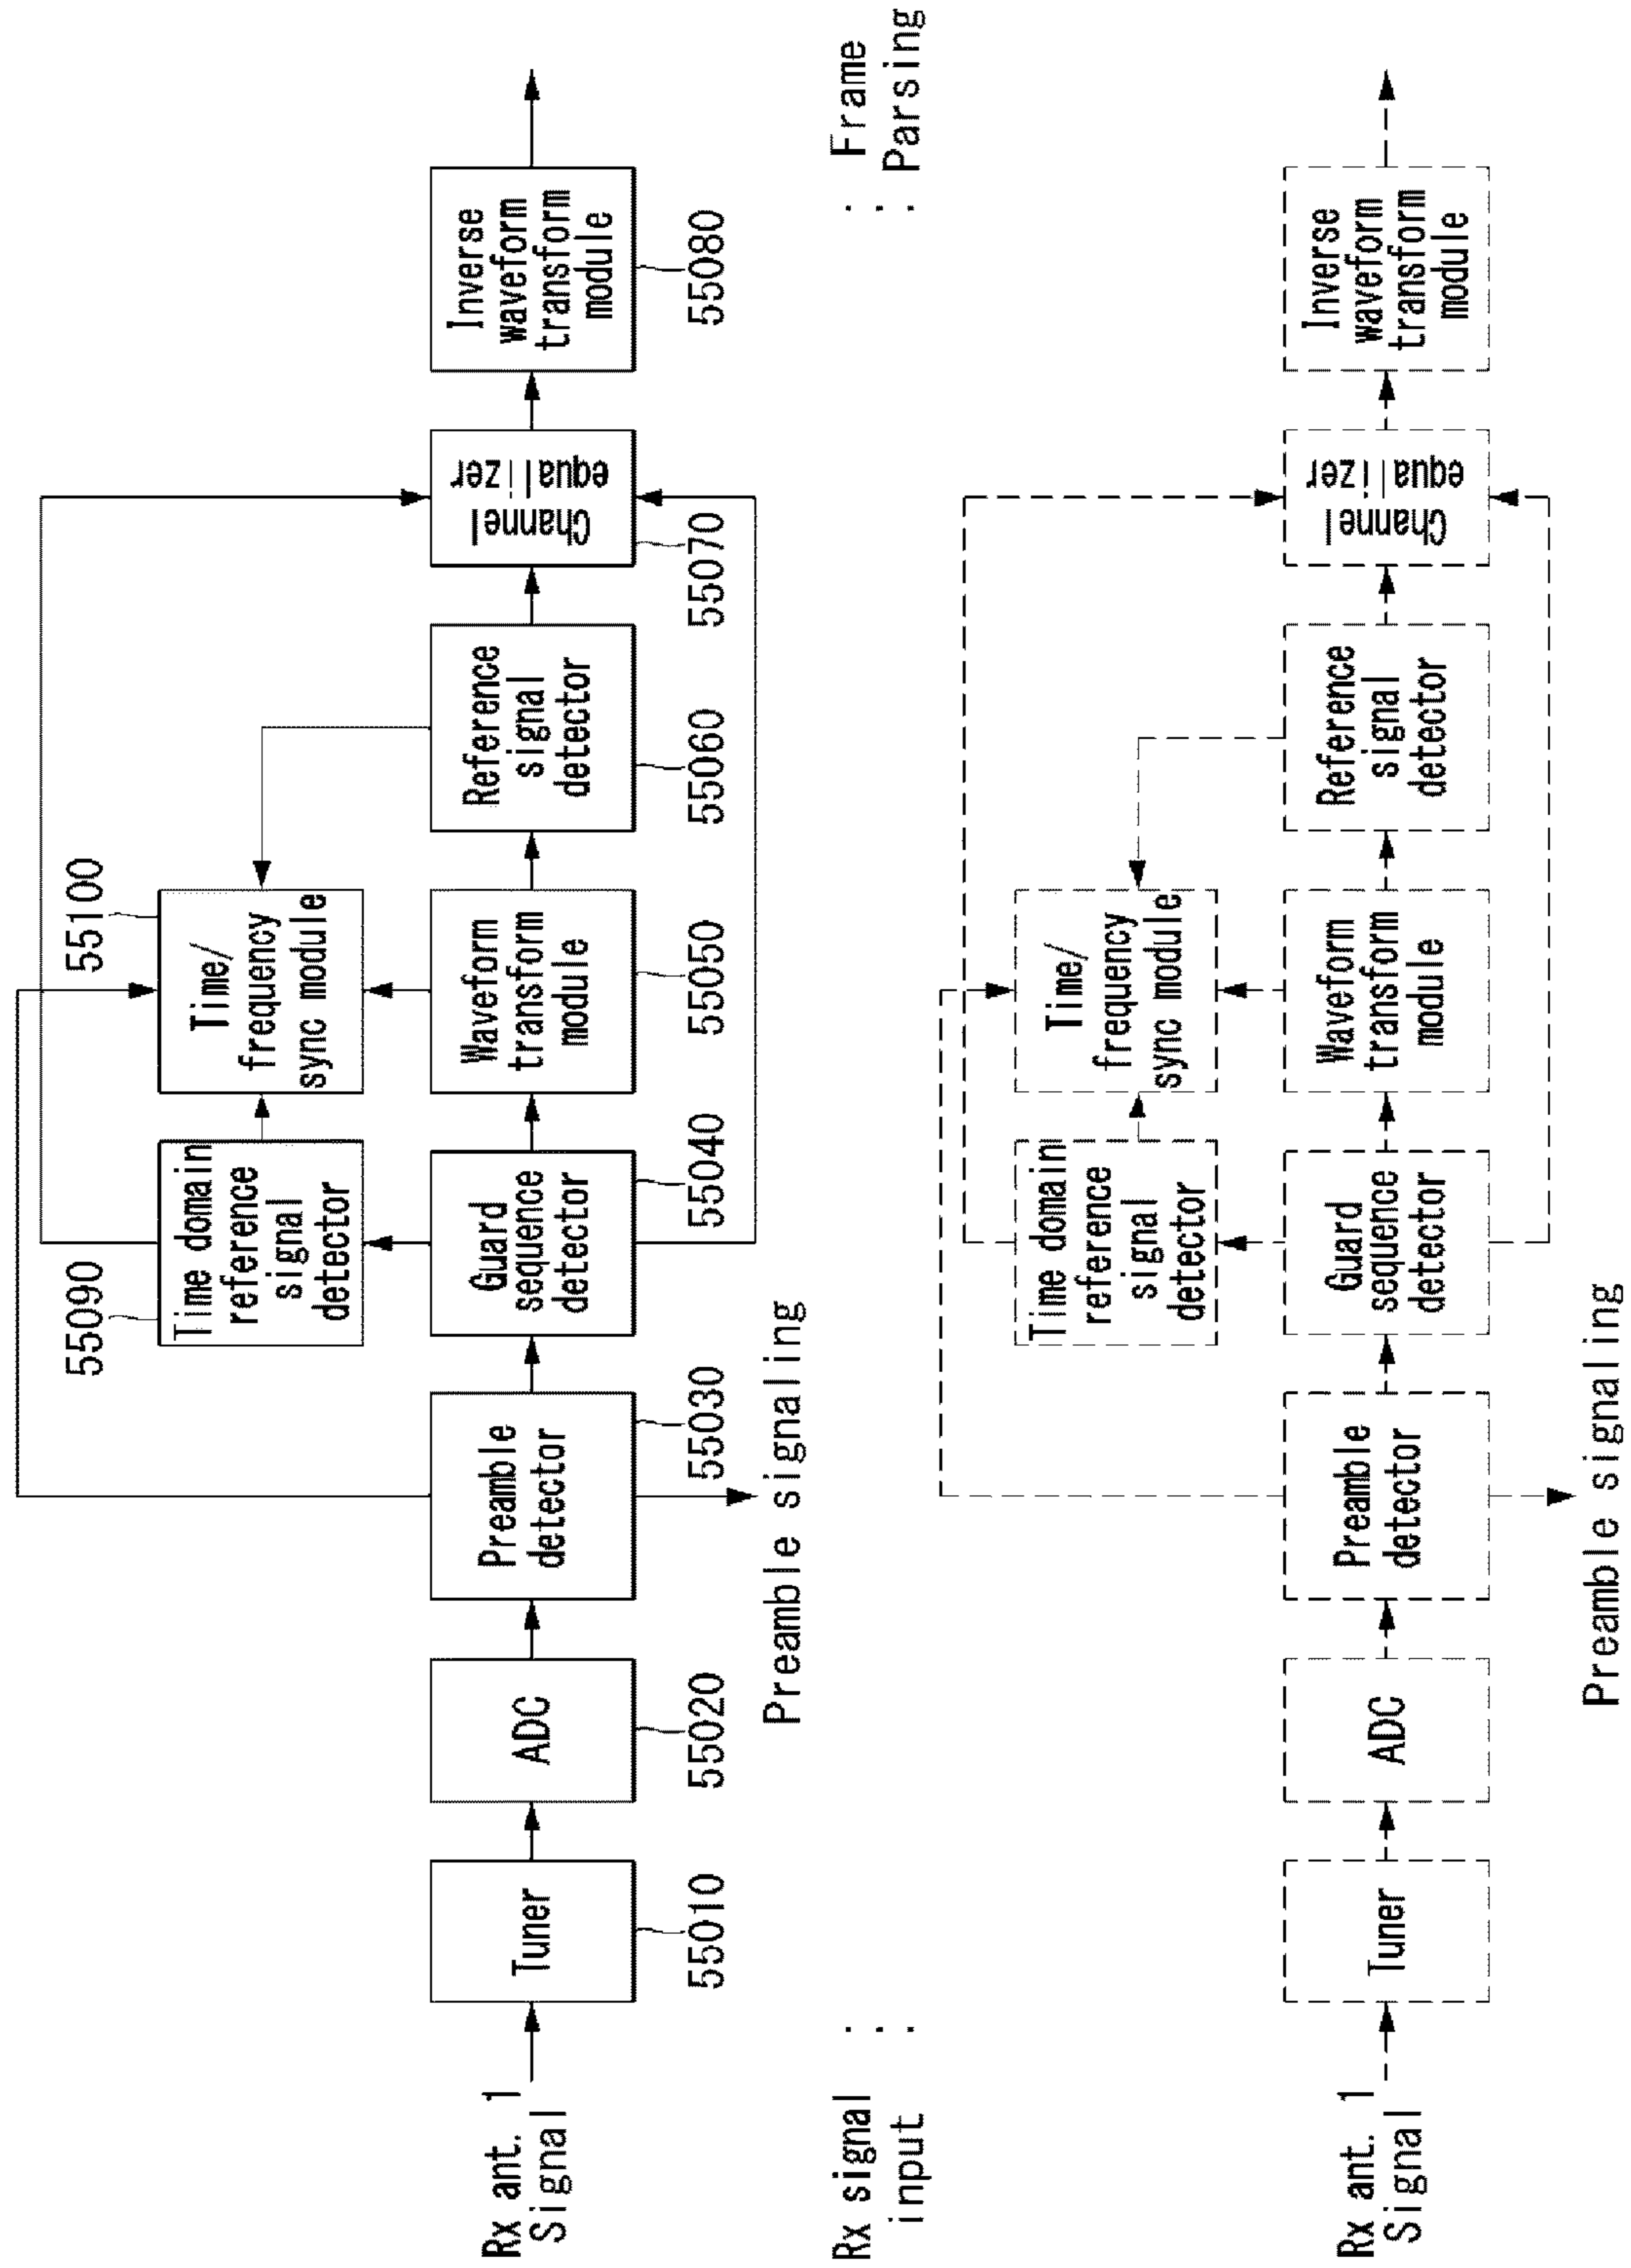 55090
55100
Time domain
reference
signal
detector
Time/
frequency
sync module
Rx ant. 1
Signal
Tuner
ADC
Preamble
detector
Guard
sequence
detector
Waveform
transform
module
Reference
signal
detector
Channel
equalizer
Inverse
waveform
transform
module
55010
55020
55030
55040
55050
55060
55070
55080
Preamble signaling
Rx signal
input
:
:
:
:
Frame
Parsing
Time domain
reference
signal
detector
Time/
frequency
sync module
Rx ant. 1
Signal
Tuner
ADC
Preamble
detector
Guard
sequence
detector
Waveform
transform
module
Reference
signal
detector
Channel
equalizer
Inverse
waveform
transform
module
Preamble signaling